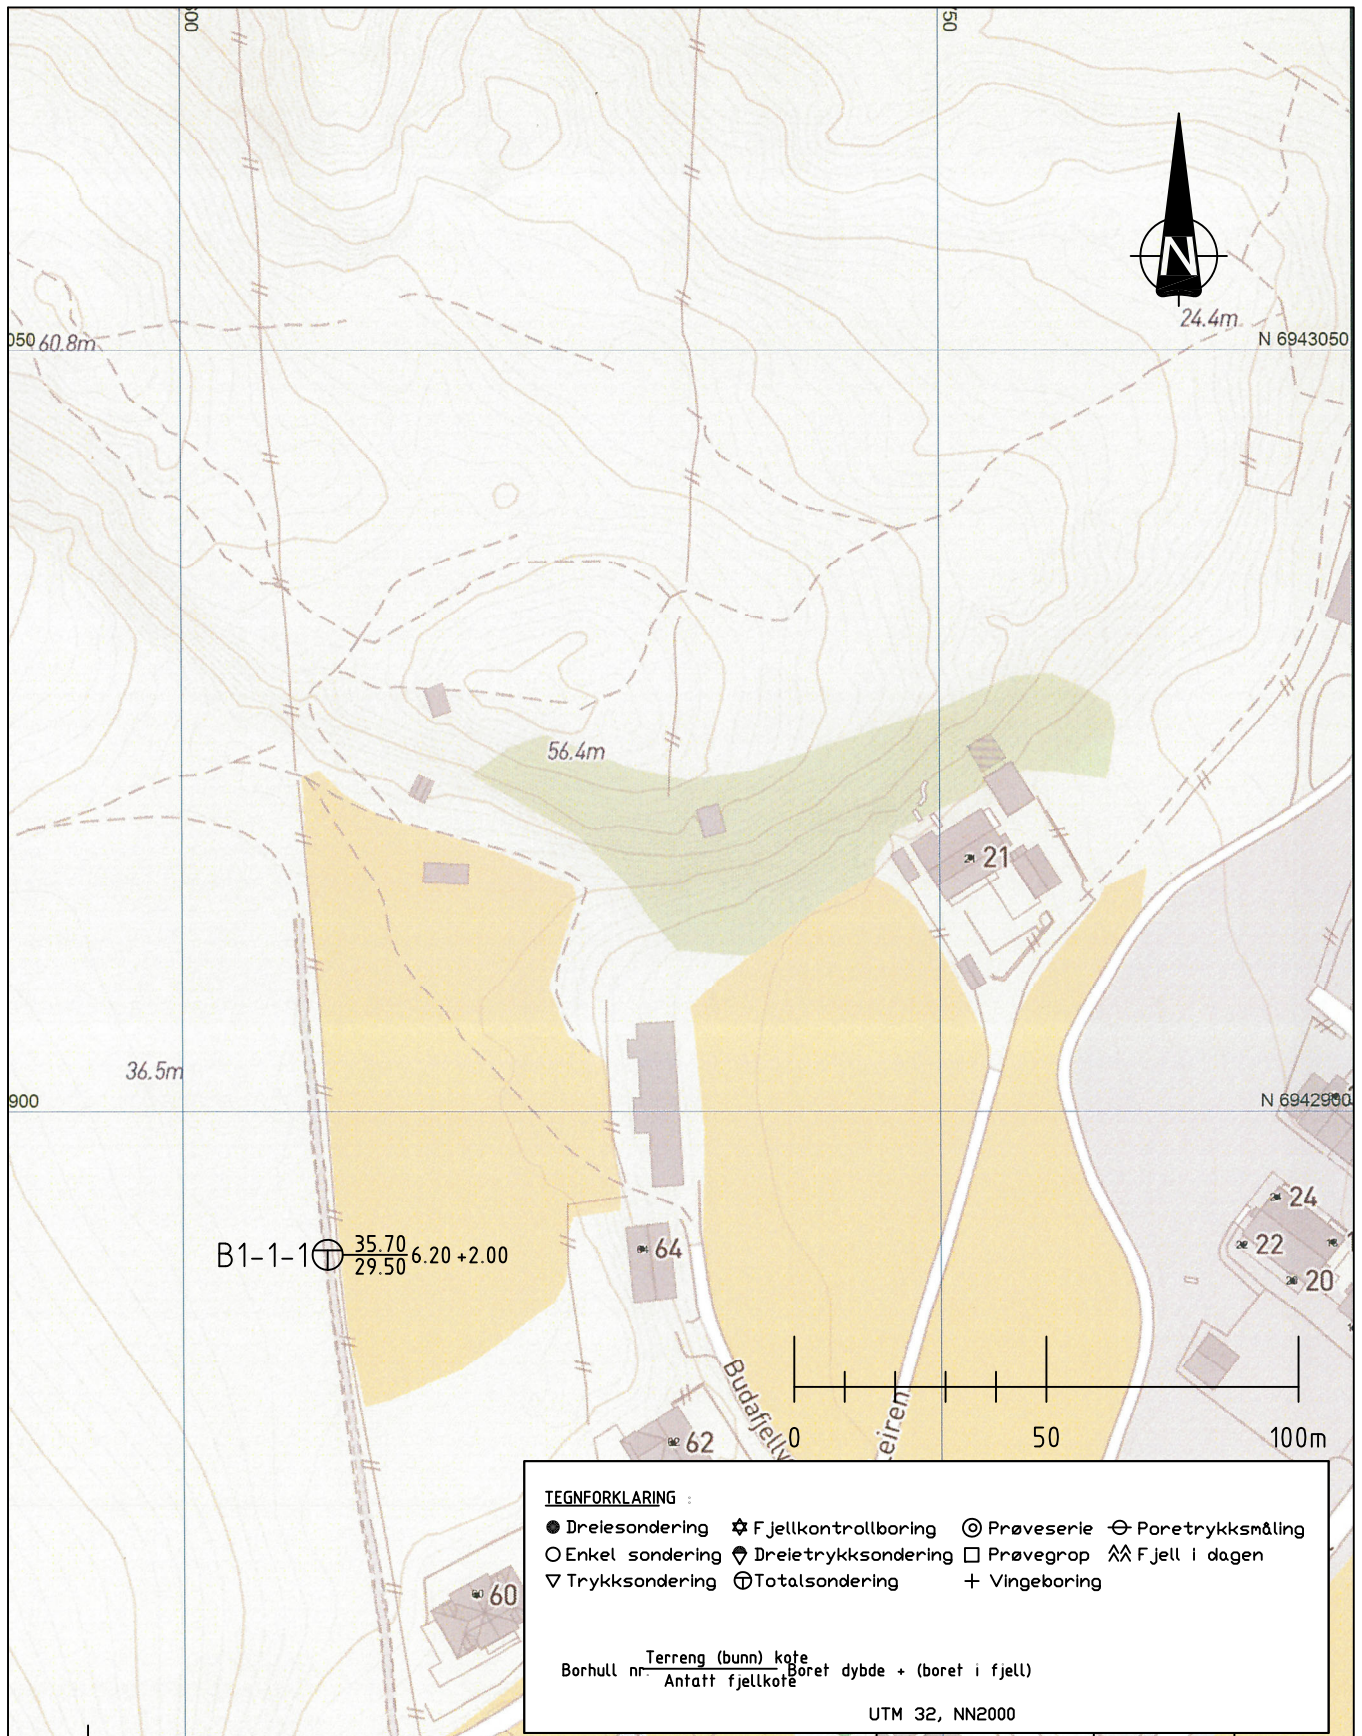 00
50
N
24.4m
050
60.8m
N 6943050
56.4m
21
36.5m
900
N 6942900
24
B1-1-1
35.70
29.50
6.20 +2.00
64
22
20
Budafjellv
eiren
62
0
50
100m
60
TEGNFORKLARING :
Dreiesondering
Fjellkontrollboring
Prøveserie
Poretrykksmåling
Enkel sondering
Dreietrykksondering
Prøvegrop
Fjell i dagen
Trykksondering
Totalsondering
Vingeboring
Borhull nr.
Terreng (bunn) kote
Antatt fjellkote
Boret dybde + (boret i fjell)
UTM 32, NN2000